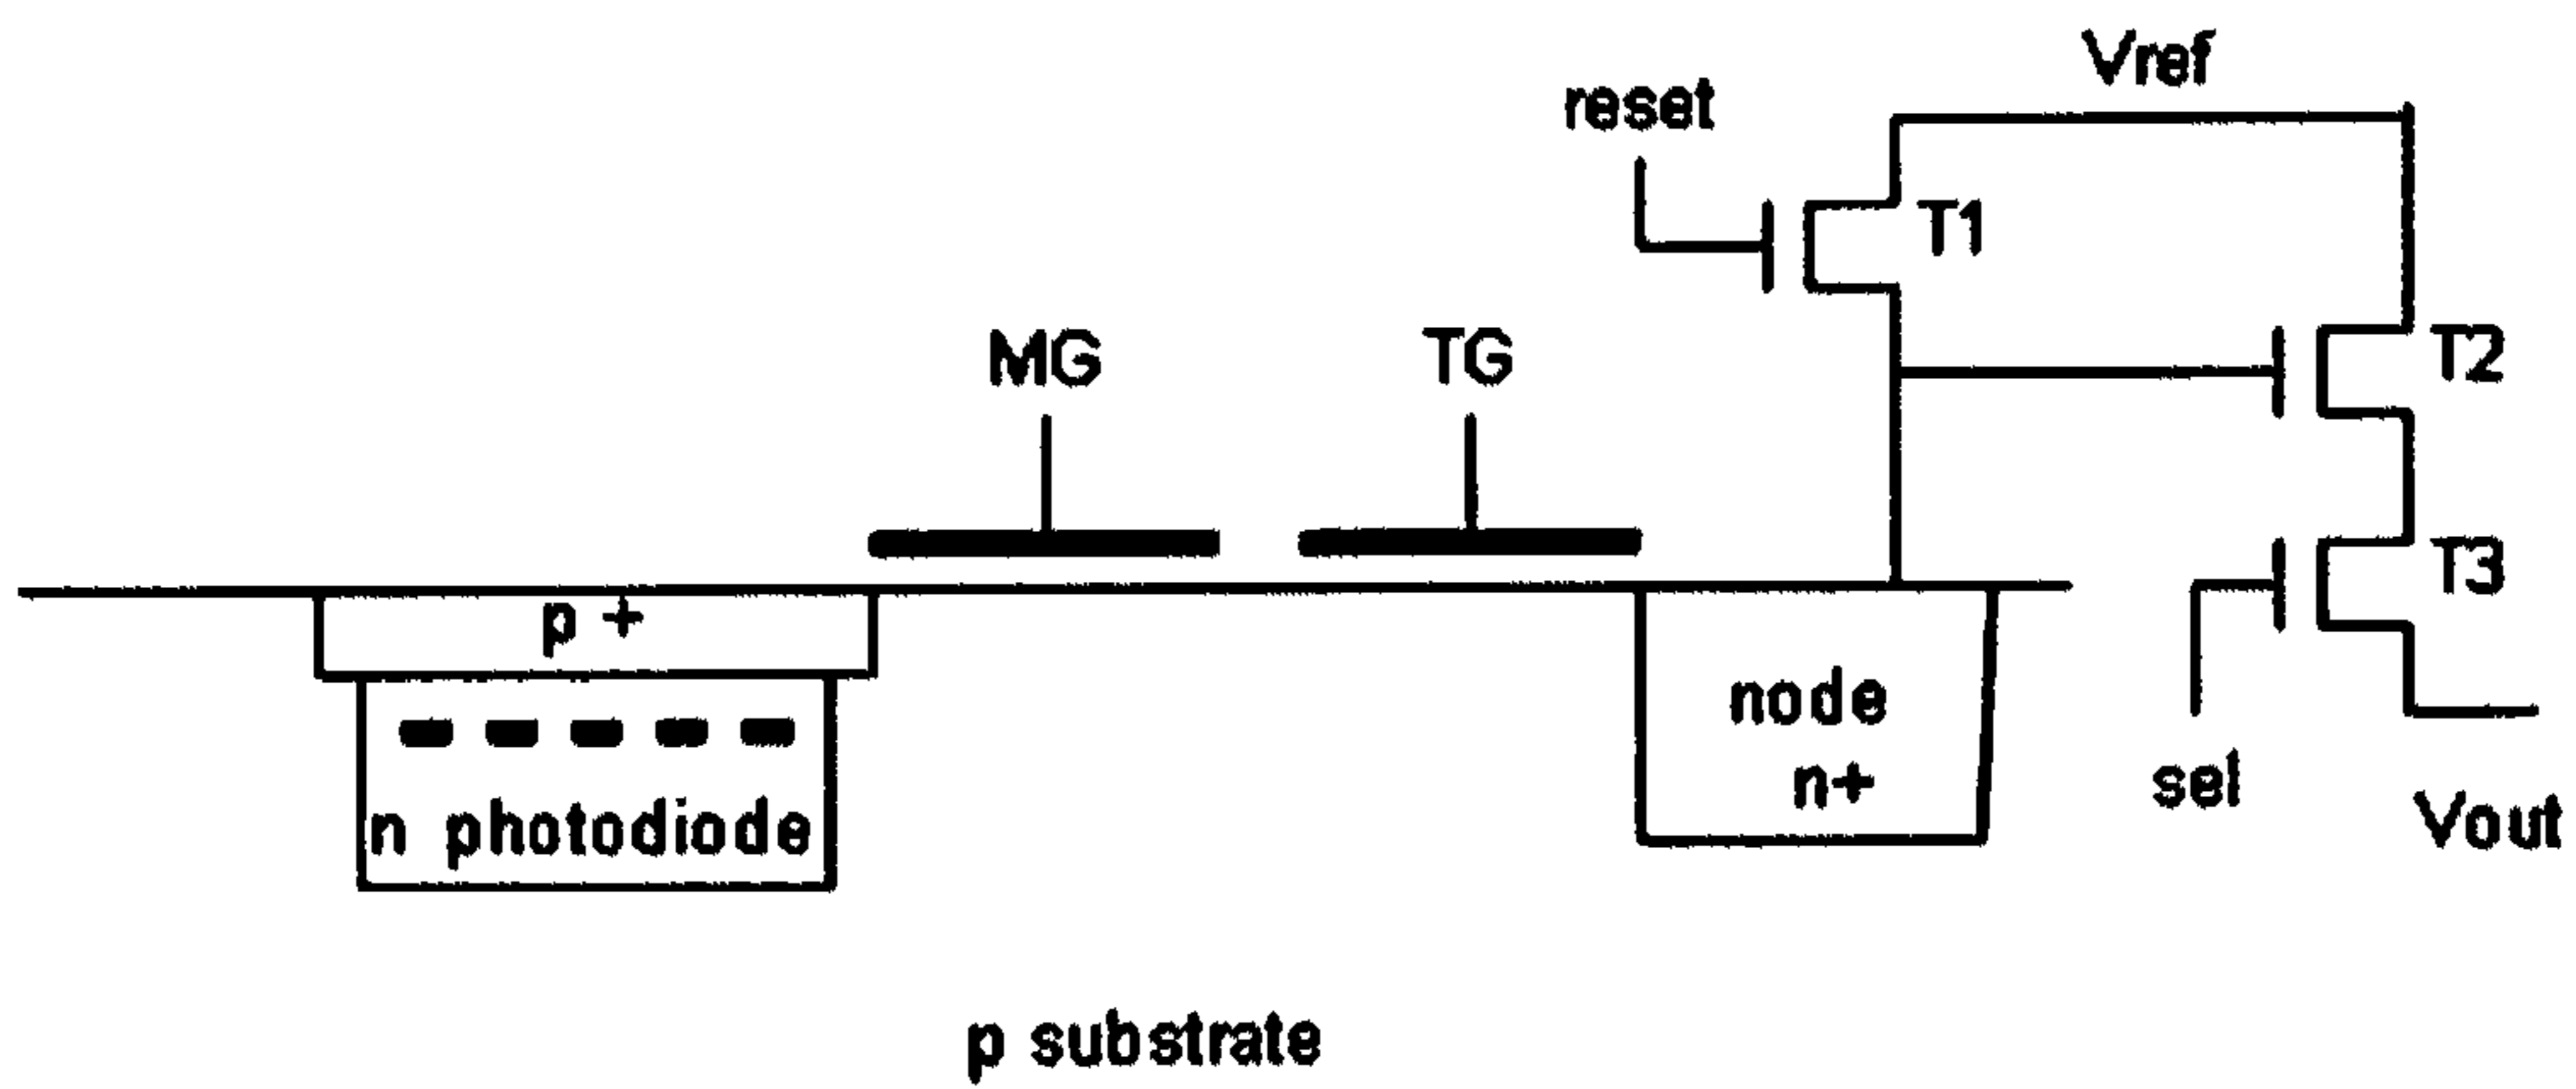 Vref
reset
T1
MG
TG
T2
T3
p +
node
n+
n photodiode
sel
Vout
p substrate